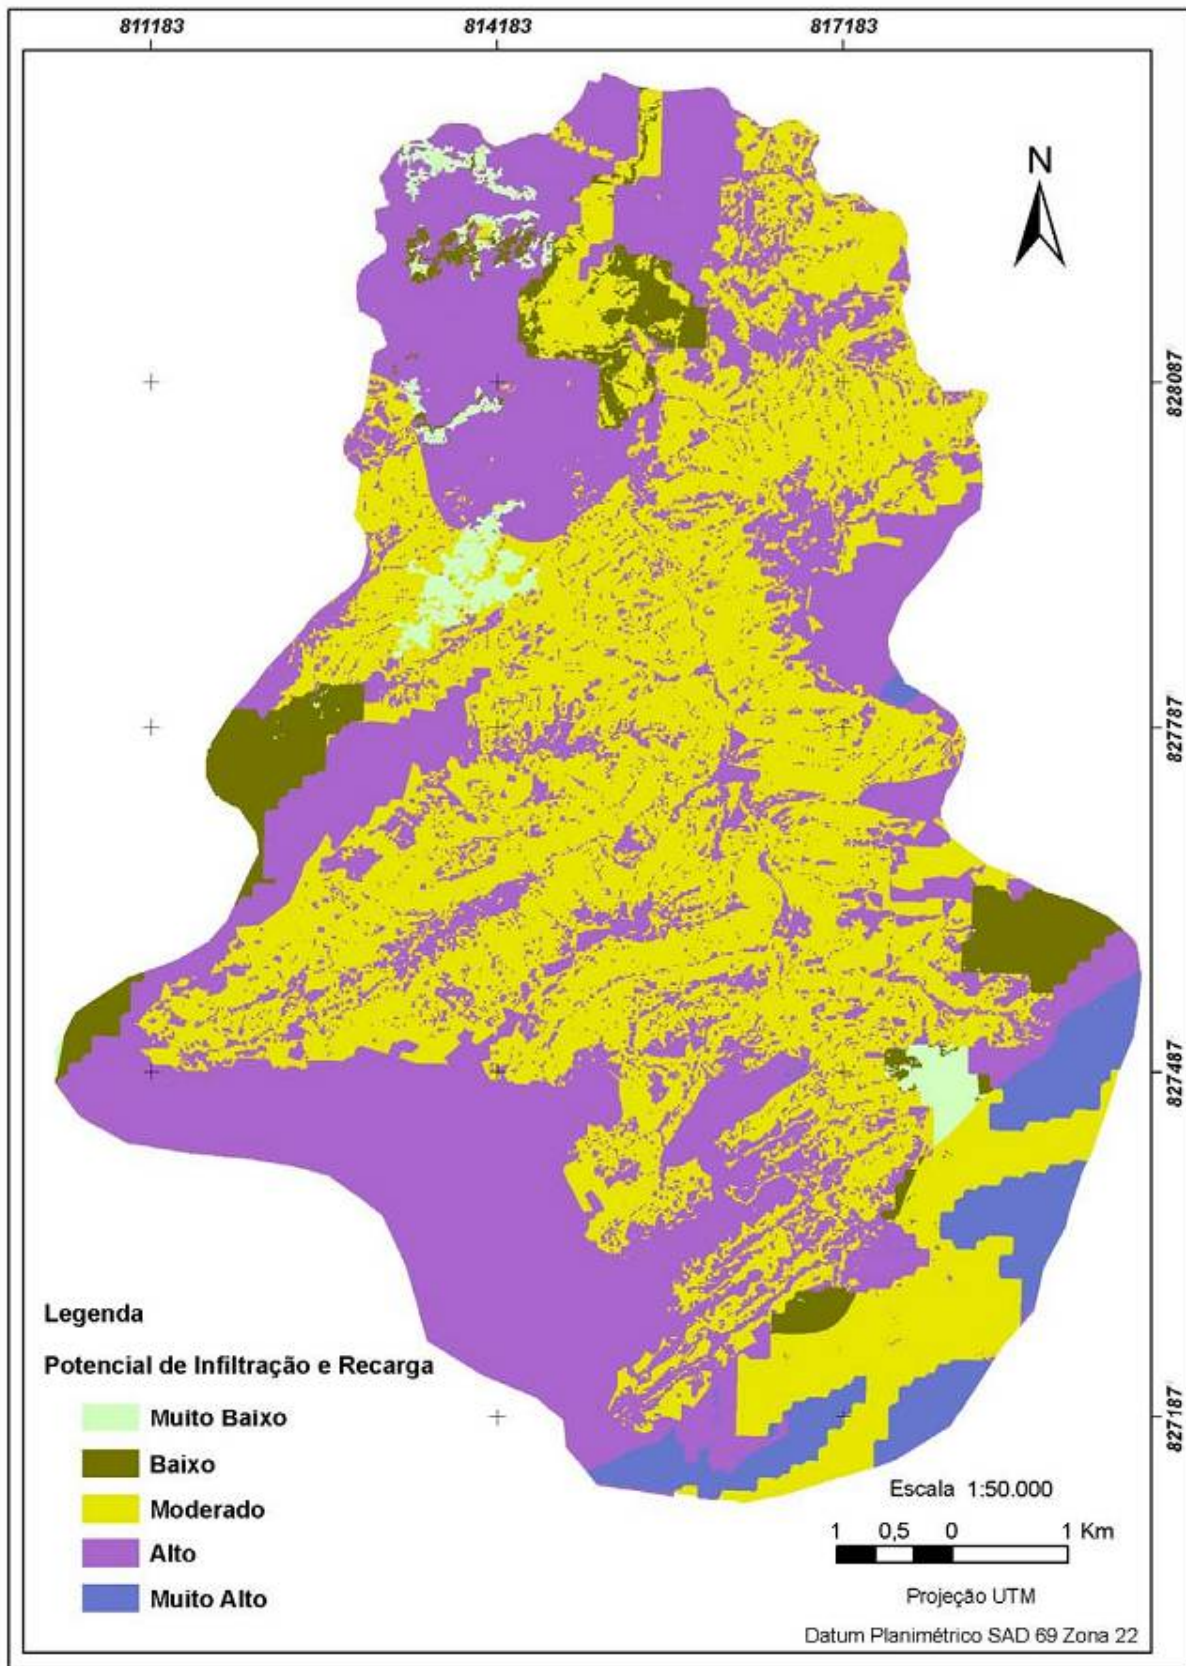 811183 814183 817183
N
828087
827787
827487
827187
Legenda
Potencial de Infiltração e Recarga
Muito Baixo
Baixo
Moderado
Alto
Muito Alto
Escala 1:50.000
1 0,5 0 1 Km
Projeção UTM
Datum Planimétrico SAD 69 Zona 22